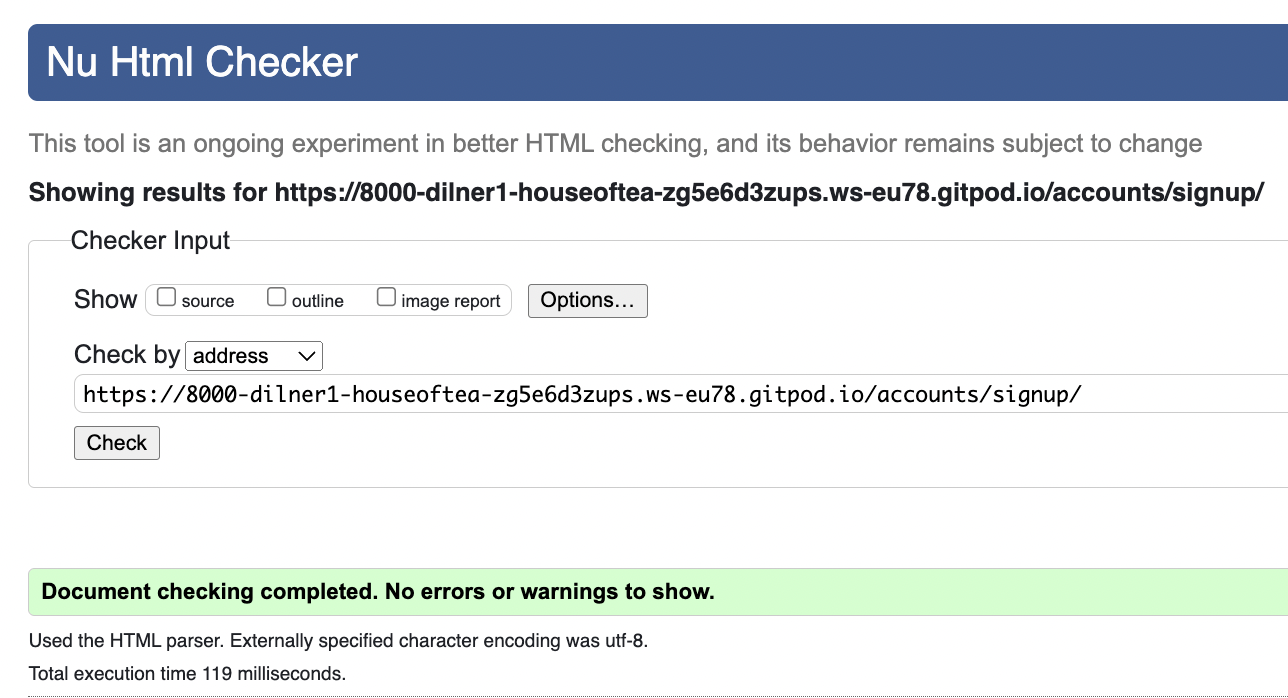 Nu Html Checker
This tool is an ongoing experiment in better HTML checking, and its behavior remains subject to change
Showing results for https://8000-dilner1-houseoftea-zg5e6d3zups.ws-eu78.gitpod.io/accounts/signup/
Checker Input
Show source outline image report Options...
Check by address
https://8000-dilner1-houseoftea-zg5e6d3zups.ws-eu78.gitpod.io/accounts/signup/
Check
Document checking completed. No errors or warnings to show.
Used the HTML parser. Externally specified character encoding was utf-8.
Total execution time 119 milliseconds.